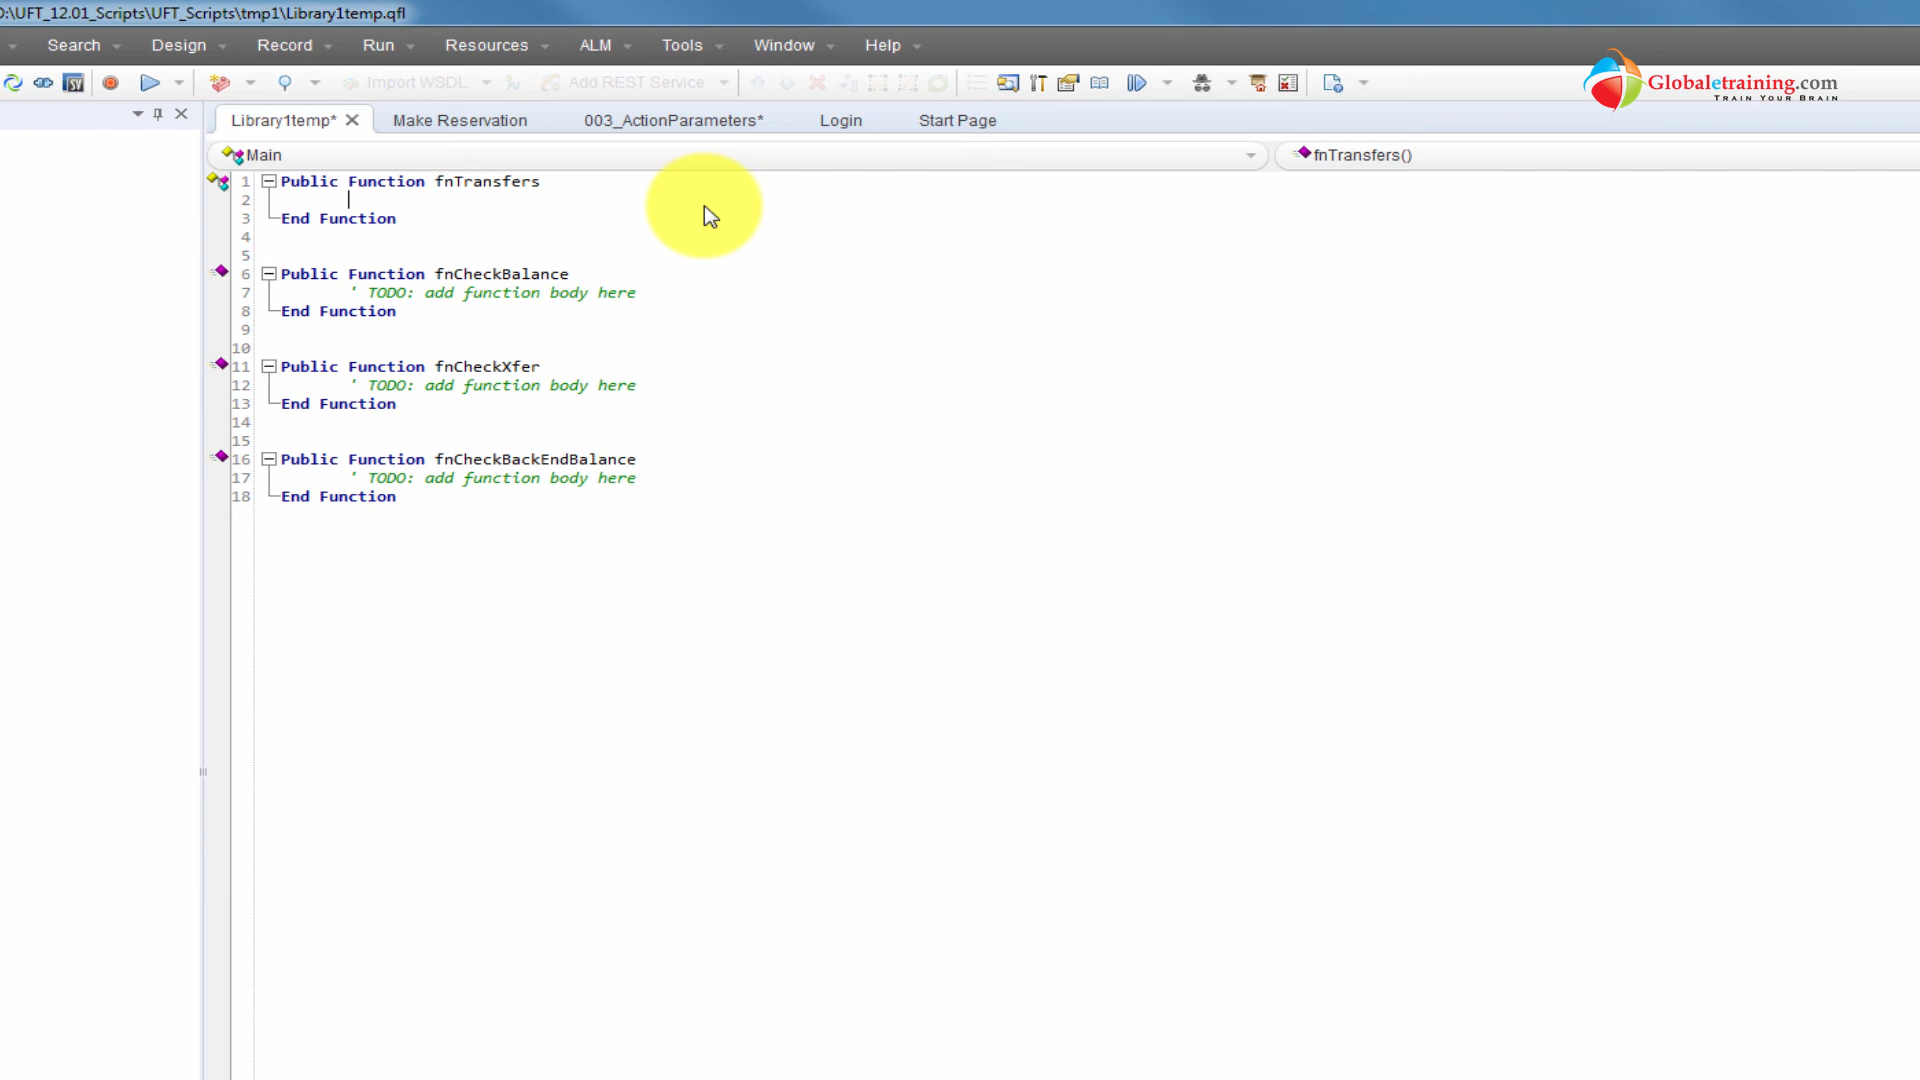 D:\UFT_12.01_Scripts\UFT_Scripts\tmp1\Library1temp.qfl
Search Design Record Run Resources ALM Tools Window Help
Import WSDL Add REST Service
Globaletraining.com
TRAIN YOUR BRAIN
Library1temp* Make Reservation 003_ActionParameters* Login Start Page
Main fnTransfers()
1 Public Function fnTransfers
2
3 End Function
4
5
6 Public Function fnCheckBalance
7 ' TODO: add function body here
8 End Function
9
10
11 Public Function fnCheckXfer
12 ' TODO: add function body here
13 End Function
14
15
16 Public Function fnCheckBackEndBalance
17 ' TODO: add function body here
18 End Function